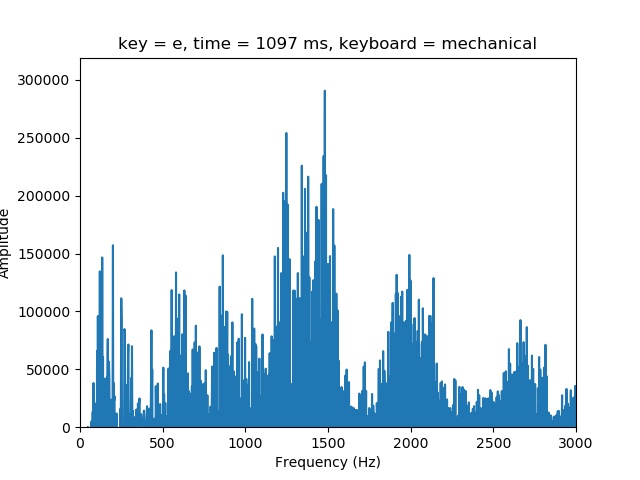 key = e, time = 1097 ms, keyboard = mechanical
300000
250000
200000
150000
100000
50000
0
Amplitude
0 500 1000 1500 2000 2500 3000
Frequency (Hz)